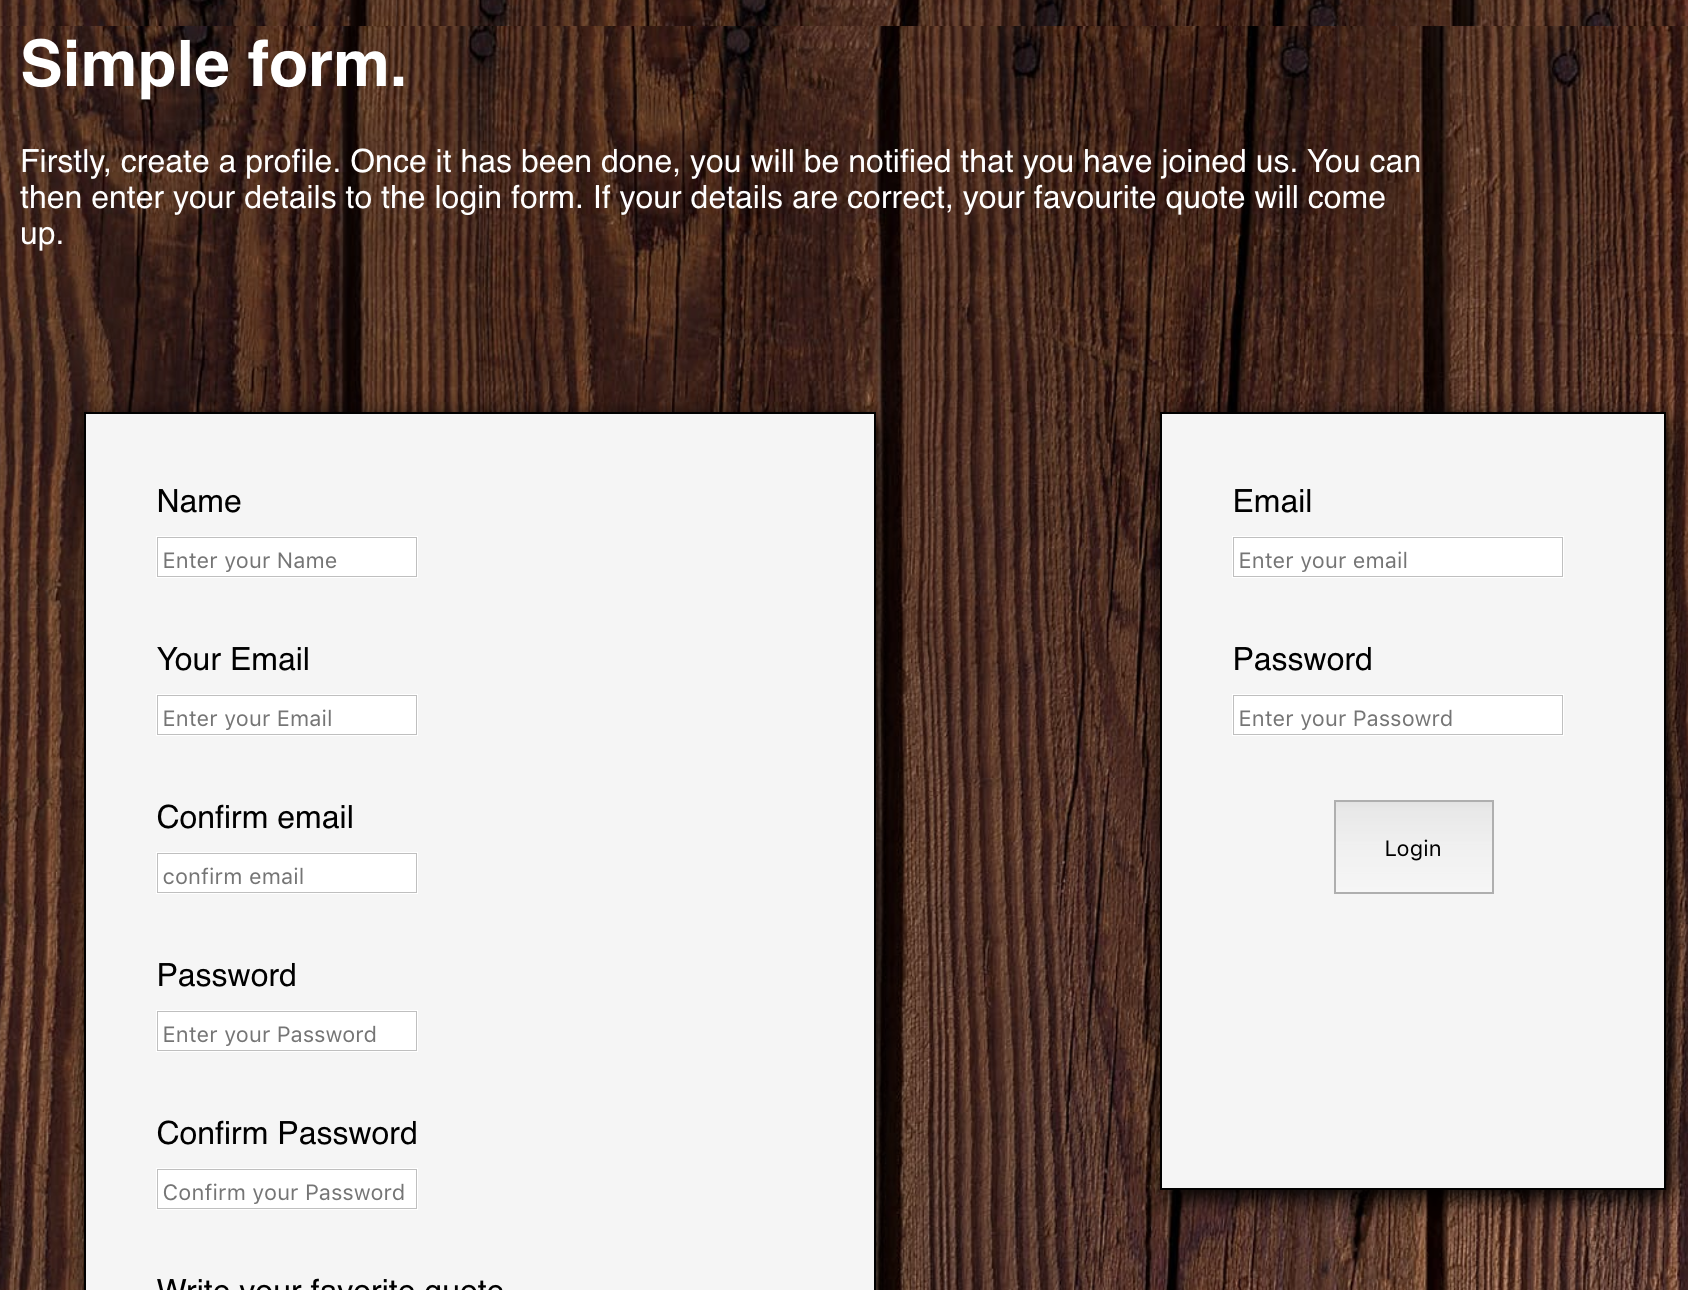 Simple form.
Firstly, create a profile. Once it has been done, you will be notified that you have joined us. You can
then enter your details to the login form. If your details are correct, your favourite quote will come
up.
Name
Enter your Name
Your Email
Enter your Email
Confirm email
confirm email
Password
Enter your Password
Confirm Password
Confirm your Password
Write your favorite quote
Email
Enter your email
Password
Enter your Passowrd
Login